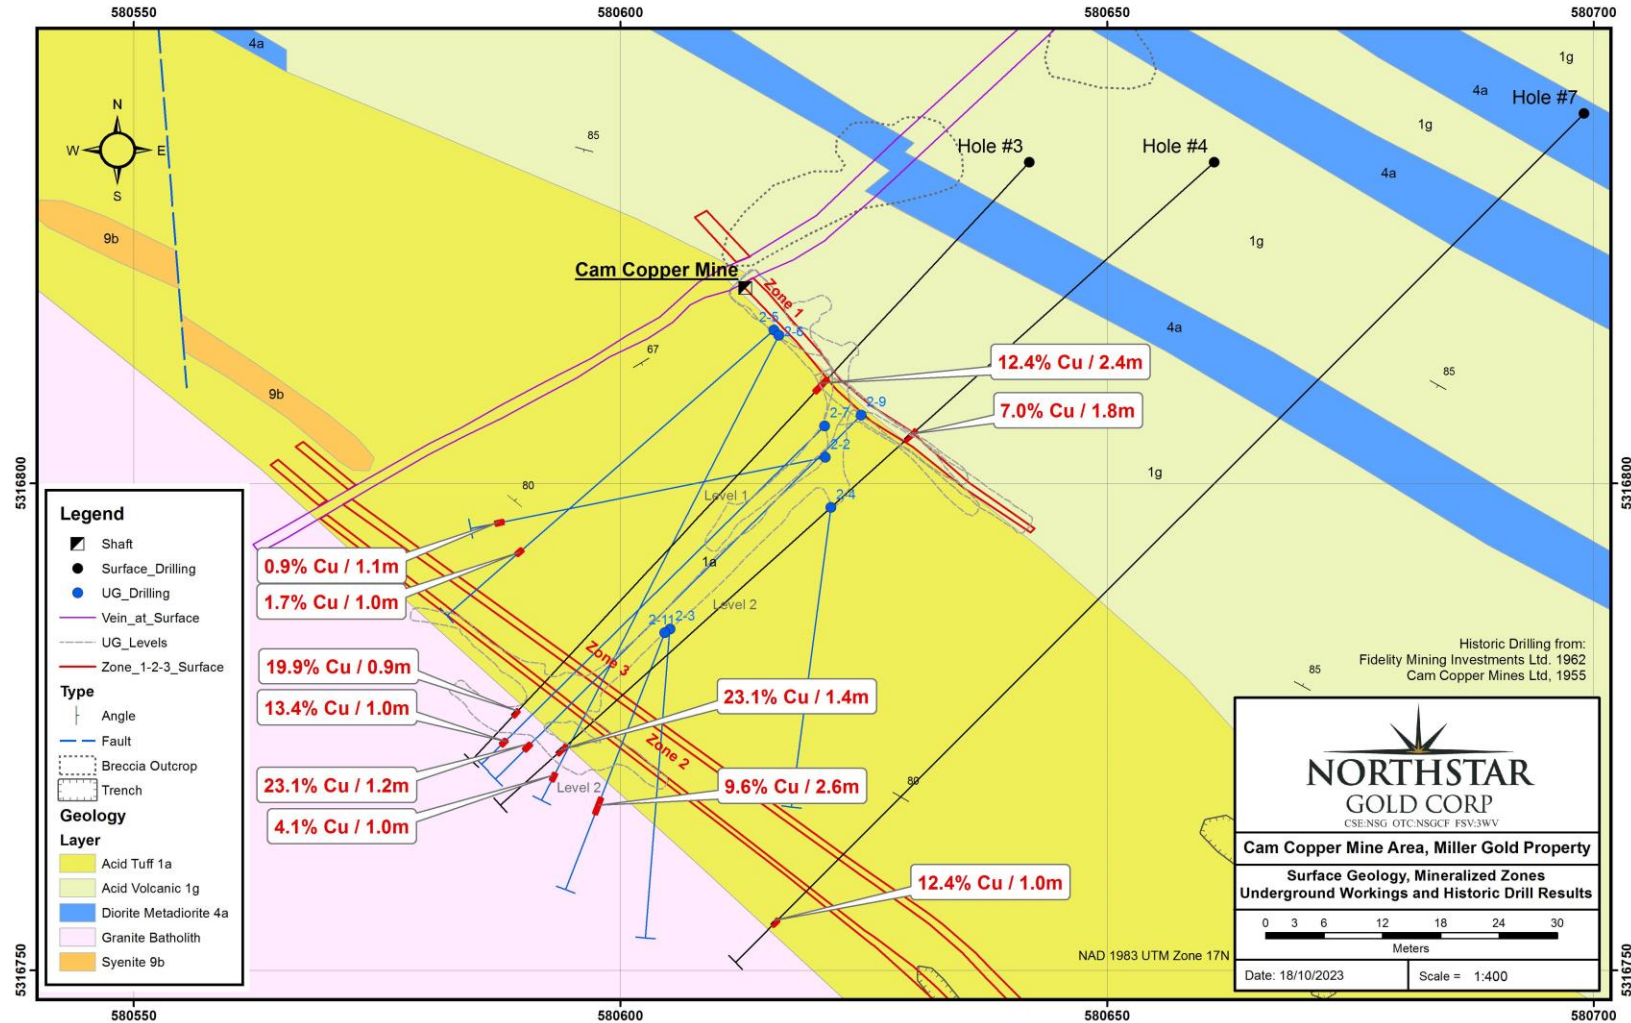 580550
580600
580650
580700
4a
1g
4a
Hole #7
1g
N
W
E
S
85
Hole #3
Hole #4
4a
9b
1g
Cam Copper Mine
Zone 1
2-5
2-6
4a
67
12.4% Cu / 2.4m
85
9b
2-7
2-9
7.0% Cu / 1.8m
2-2
1g
5316800
5316800
80
Level 1
2-4
Legend
Shaft
Surface_Drilling
UG_Drilling
Vein_at_Surface
UG_Levels
Zone_1-2-3_Surface
Type
Angle
Fault
Breccia Outcrop
Trench
Geology
Layer
Acid Tuff 1a
Acid Volcanic 1g
Diorite Metadiorite 4a
Granite Batholith
Syenite 9b
0.9% Cu / 1.1m
1a
1.7% Cu / 1.0m
Level 2
2-11
2-3
Zone 3
19.9% Cu / 0.9m
13.4% Cu / 1.0m
23.1% Cu / 1.4m
Zone 2
23.1% Cu / 1.2m
Level 2
9.6% Cu / 2.6m
80
4.1% Cu / 1.0m
12.4% Cu / 1.0m
Historic Drilling from:
Fidelity Mining Investments Ltd. 1962
Cam Copper Mines Ltd, 1955
85
NORTHSTAR
GOLD CORP
CSE:NSG OTC:NSGCF FSV:3WV
Cam Copper Mine Area, Miller Gold Property
Surface Geology, Mineralized Zones
Underground Workings and Historic Drill Results
0 3 6 12 18 24 30
Meters
NAD 1983 UTM Zone 17N
Date: 18/10/2023
Scale = 1:400
5316750
5316750
580550
580600
580650
580700